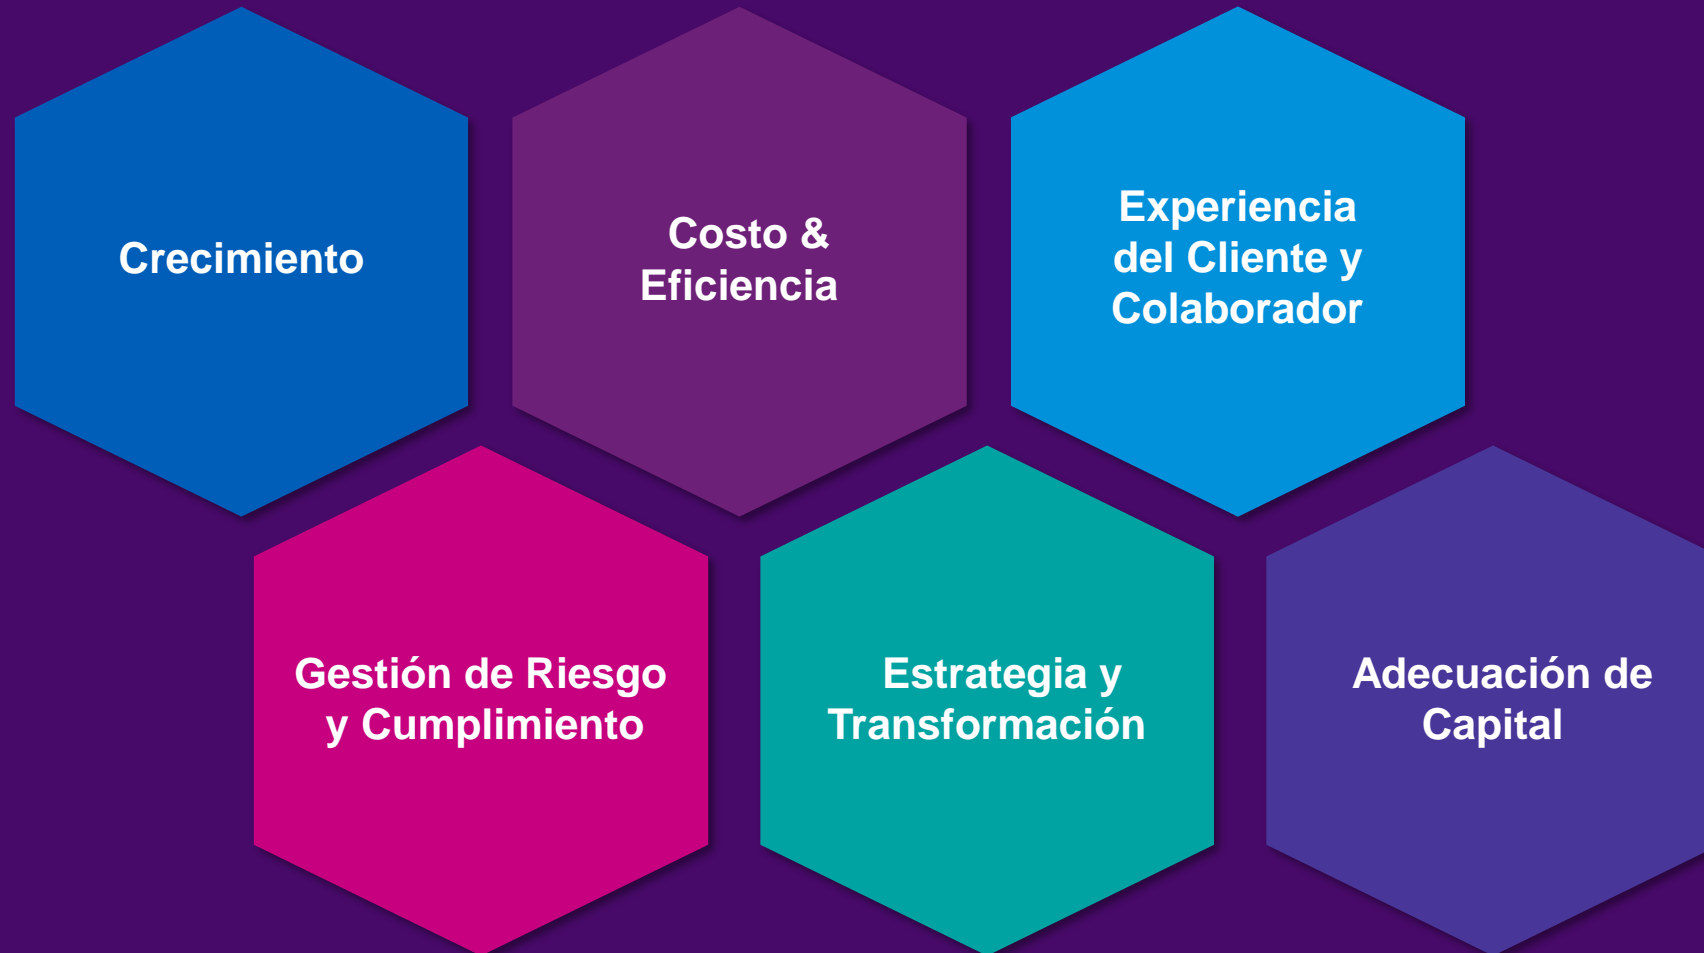 Crecimiento
Costo &
Eficiencia
Experiencia
del Cliente y
Colaborador
Gestión de Riesgo
y Cumplimiento
Estrategia y
Transformación
Adecuación de
Capital